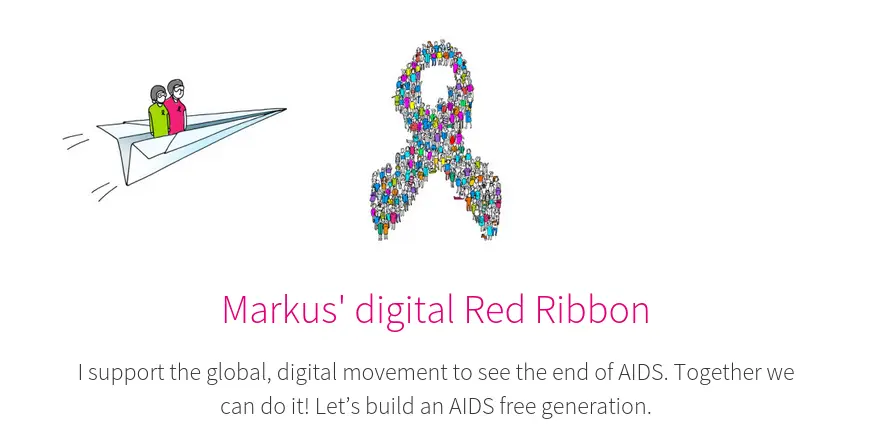 Markus' digital Red Ribbon
I support the global, digital movement to see the end of AIDS. Together we
can do it! Let’s build an AIDS free generation.